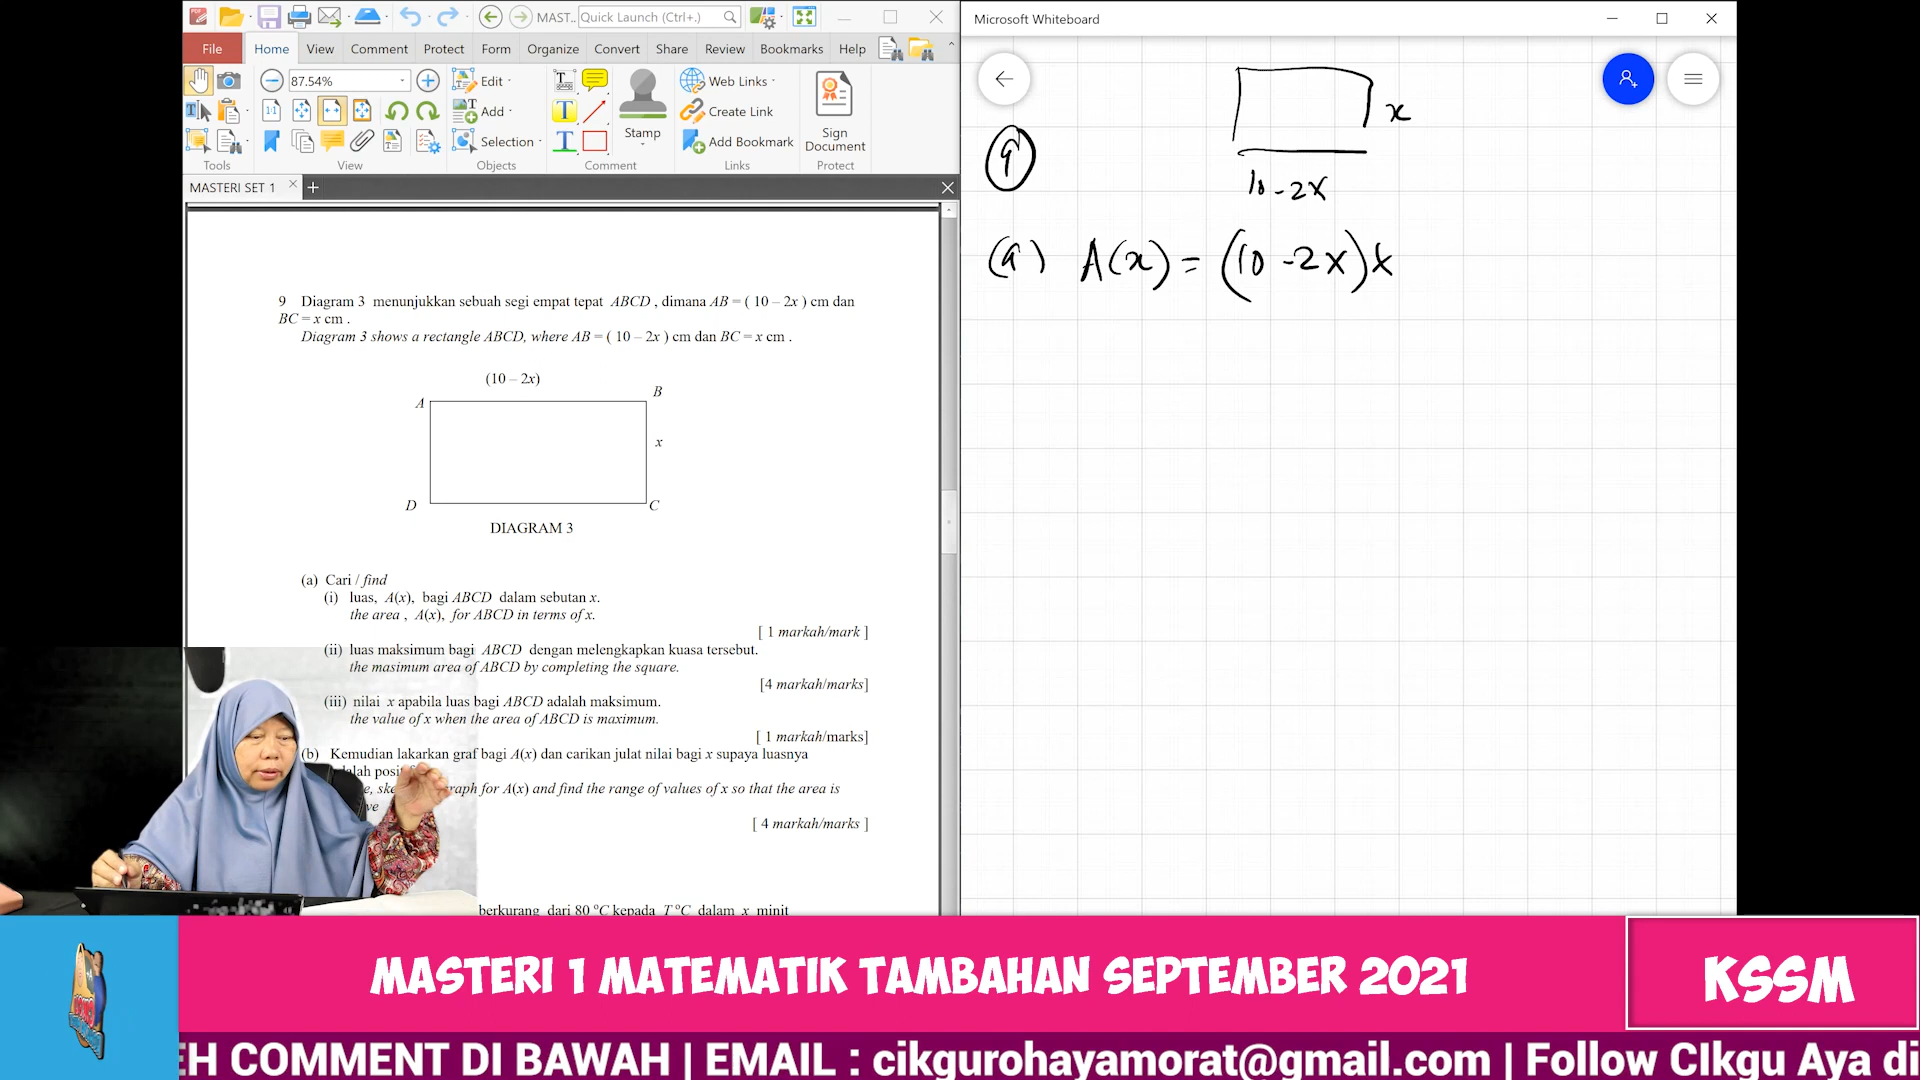 MAST..
Quick Launch (Ctrl+.)
File Home View Comment Protect Form Organize Convert Share Review Bookmarks Help
87.54%
Edit
Add
Selection
Stamp
Web Links
Create Link
Add Bookmark
Sign
Document
Tools View Objects Comment Links Protect
MASTERI SET 1
9 Diagram 3 menunjukkan sebuah segi empat tepat ABCD , dimana AB = ( 10 – 2x ) cm dan
BC = x cm .
Diagram 3 shows a rectangle ABCD, where AB = ( 10 – 2x ) cm dan BC = x cm .
(10 – 2x)
A
B
x
D
C
DIAGRAM 3
(a) Cari / find
(i) luas, A(x), bagi ABCD dalam sebutan x.
the area , A(x), for ABCD in terms of x.
[ 1 markah/mark ]
(ii) luas maksimum bagi ABCD dengan melengkapkan kuasa tersebut.
the masimum area of ABCD by completing the square.
[4 markah/marks]
(iii) nilai x apabila luas bagi ABCD adalah maksimum.
the value of x when the area of ABCD is maximum.
[ 1 markah/marks]
(b) Kemudian lakarkan graf bagi A(x) dan carikan julat nilai bagi x supaya luasnya
for A(x) and find the range of values of x so that the area is
[ 4 markah/marks ]
berkurang dari 80 °C kepada T °C dalam x minit
Microsoft Whiteboard
x
9
10 - 2x
(a) A(x) = (10 - 2x)x
MASTERI 1 MATEMATIK TAMBAHAN SEPTEMBER 2021
KSSM
EH COMMENT DI BAWAH | EMAIL : cikgurohayamorat@gmail.com | Follow CIkgu Aya di